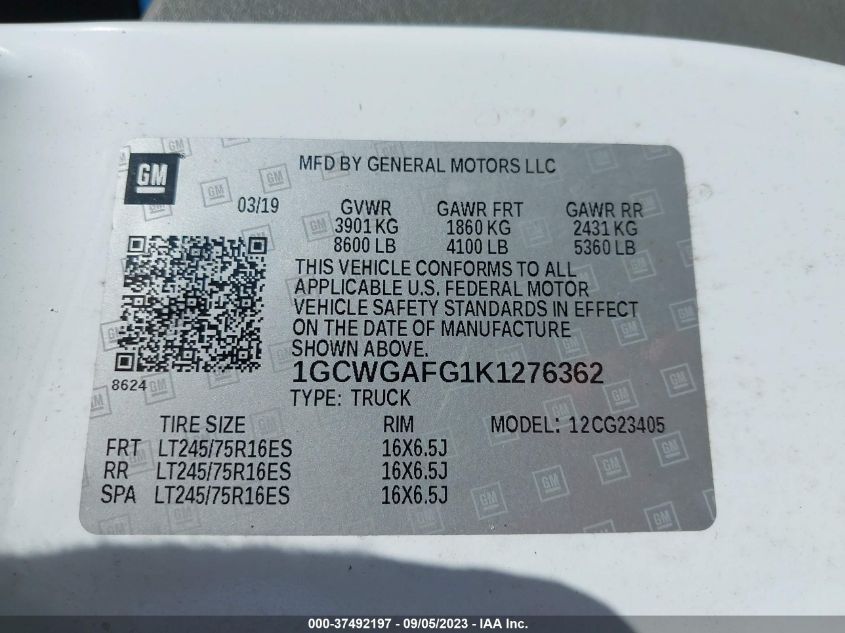 GM
MFD BY GENERAL MOTORS LLC
03/19
GVWR GAWR FRT GAWR RR
3901 KG 1860 KG 2431 KG
8600 LB 4100 LB 5360 LB
THIS VEHICLE CONFORMS TO ALL
APPLICABLE U.S. FEDERAL MOTOR
VEHICLE SAFETY STANDARDS IN EFFECT
ON THE DATE OF MANUFACTURE
SHOWN ABOVE.
8624
1GCWGAFG1K1276362
TYPE: TRUCK
TIRE SIZE RIM MODEL: 12CG23405
FRT LT245/75R16ES 16X6.5J
RR LT245/75R16ES 16X6.5J
SPA LT245/75R16ES 16X6.5J
000-37492197 - 09/05/2023 - IAA Inc.